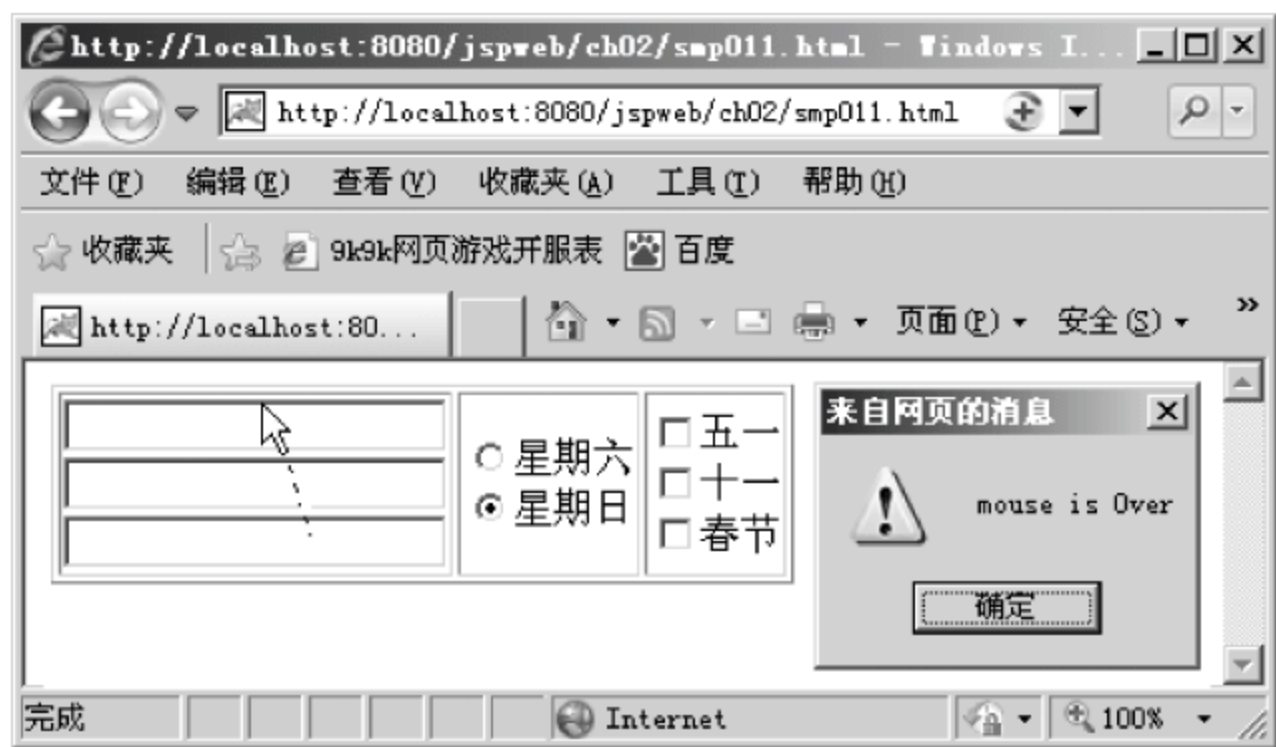 http://localhost:8080/jspweb/ch02/smp011.html - Windows I...
http://localhost:8080/jspweb/ch02/smp011.html
文件(F) 编辑(E) 查看(V) 收藏夹(A) 工具(T) 帮助(H)
收藏夹 9k9k网页游戏开服表 百度
http://localhost:80... 页面(P) 安全(S) »
星期六
星期日
五一
十一
春节
来自网页的消息
mouse is Over
确定
完成 Internet 100%